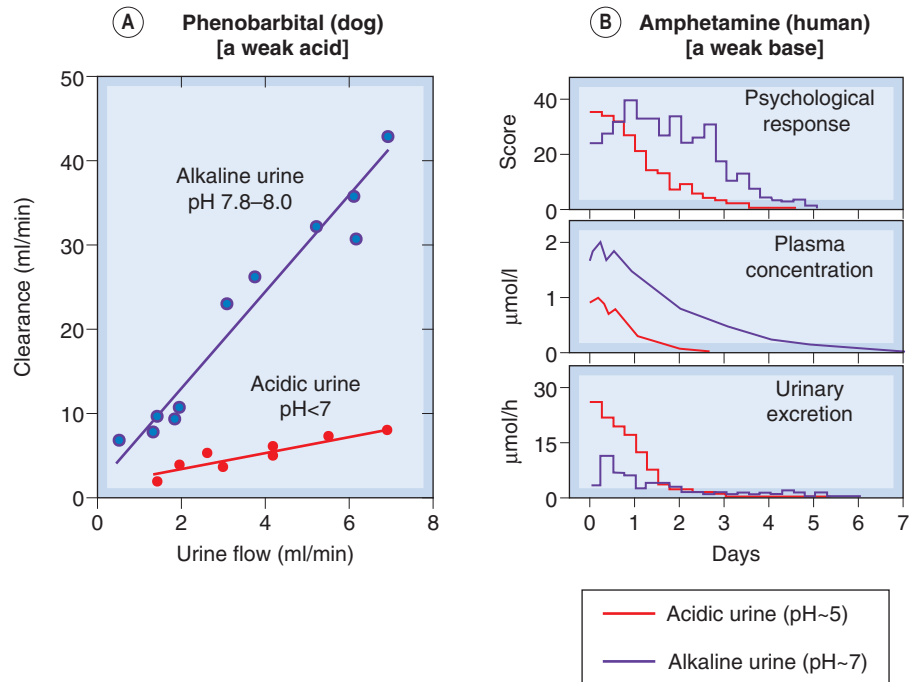 A
Phenobarbital (dog)
[a weak acid]
50
40
30
20
10
0
Clearance (ml/min)
Alkaline urine
pH 7.8–8.0
Acidic urine
pH<7
0 2 4 6 8
Urine flow (ml/min)
B
Amphetamine (human)
[a weak base]
Psychological
response
40
20
0
Score
Plasma
concentration
2
1
0
µmol/l
Urinary
excretion
30
15
0
µmol/h
0 1 2 3 4 5 6 7
Days
Acidic urine (pH~5)
Alkaline urine (pH~7)